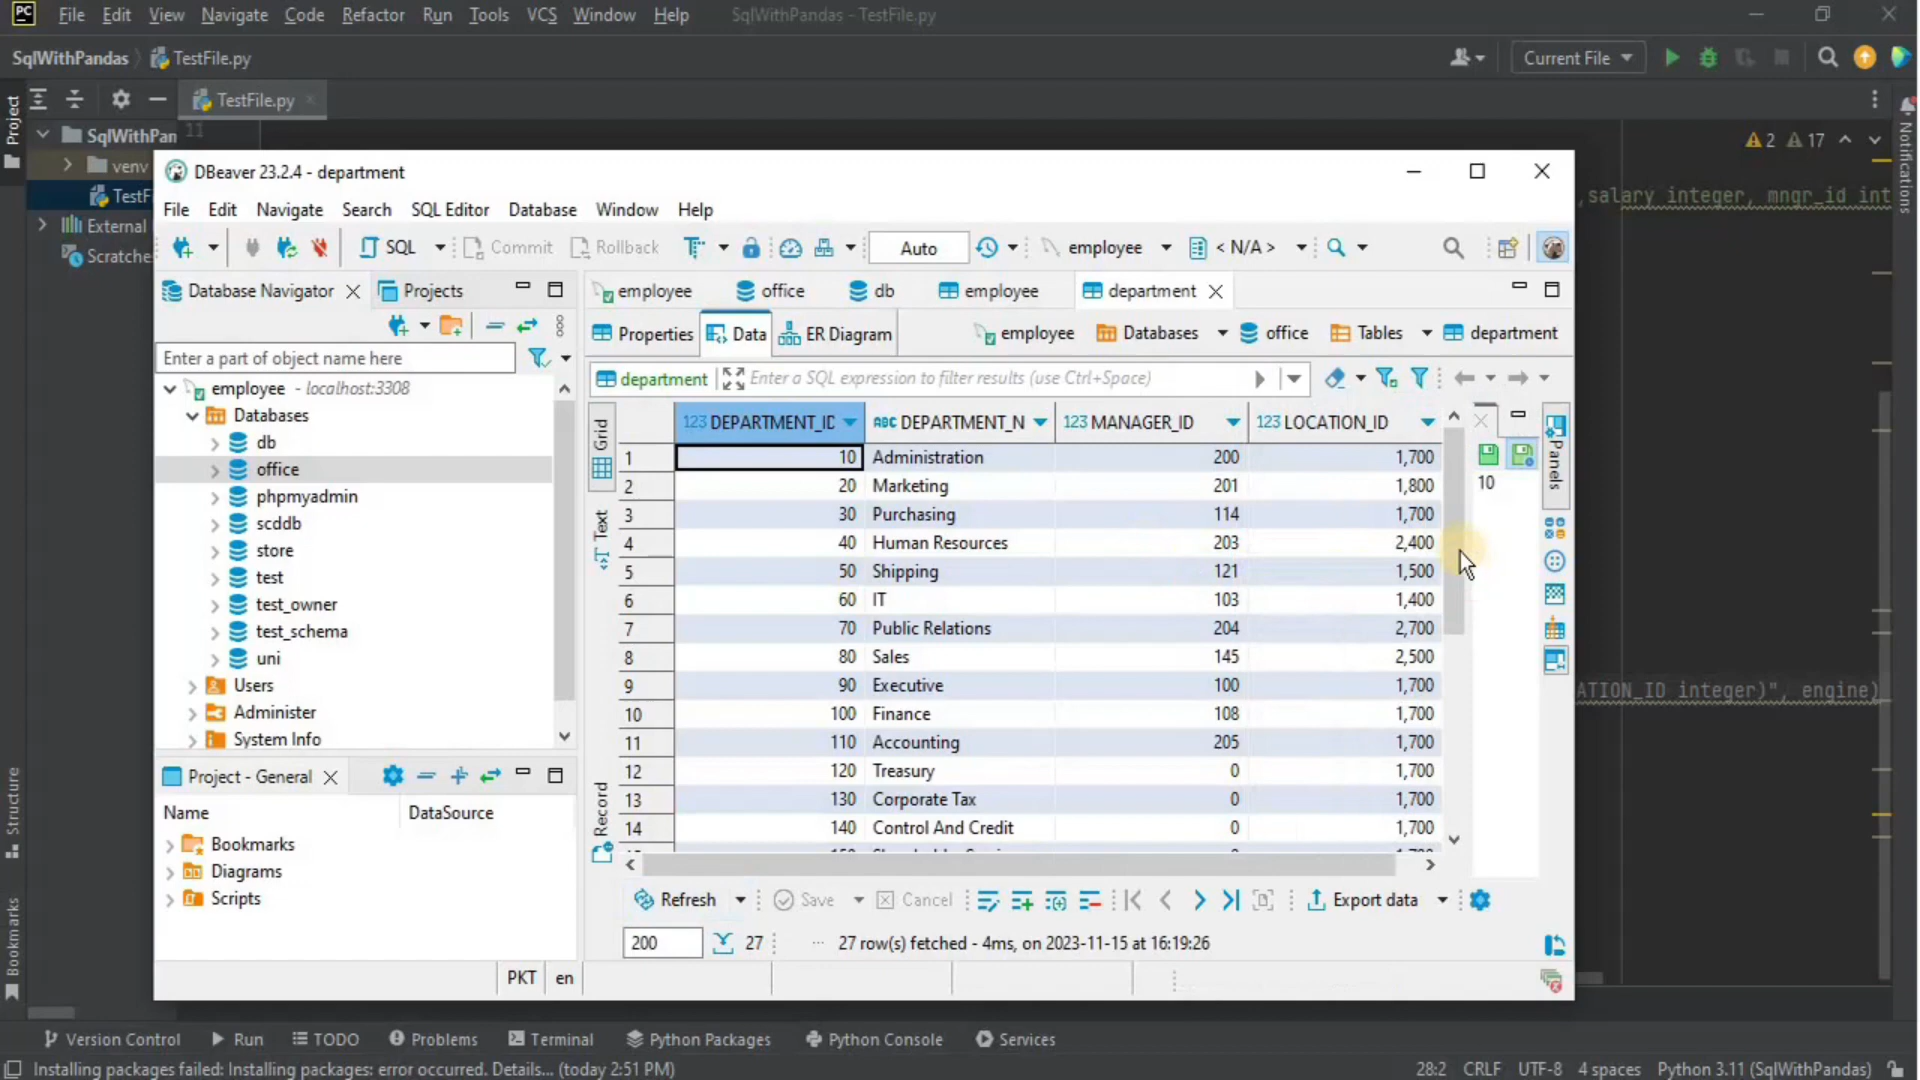 PC File Edit View Navigate Code Refactor Run Tools VCS Window Help SqlWithPandas - TestFile.py
SqlWithPandas TestFile.py Current File
Project TestFile.py
SqlWithPan 11
venv
TestF
External
Scratche
2 17
Notifications
,salary integer, mngr_id int
ATION_ID integer)", engine)
DBeaver 23.2.4 - department
File Edit Navigate Search SQL Editor Database Window Help
SQL Commit Rollback Auto employee < N/A >
Database Navigator Projects
Enter a part of object name here
employee - localhost:3308
Databases
db
office
phpmyadmin
scddb
store
test
test_owner
test_schema
uni
Users
Administer
System Info
Project - General
Name DataSource
Bookmarks
Diagrams
Scripts
employee office db employee department
Properties Data ER Diagram employee Databases office Tables department
department Enter a SQL expression to filter results (use Ctrl+Space)
Grid
Text
Record
Panels
123 DEPARTMENT_ID ABC DEPARTMENT_N 123 MANAGER_ID 123 LOCATION_ID
1 10 Administration 200 1,700
2 20 Marketing 201 1,800
3 30 Purchasing 114 1,700
4 40 Human Resources 203 2,400
5 50 Shipping 121 1,500
6 60 IT 103 1,400
7 70 Public Relations 204 2,700
8 80 Sales 145 2,500
9 90 Executive 100 1,700
10 100 Finance 108 1,700
11 110 Accounting 205 1,700
12 120 Treasury 0 1,700
13 130 Corporate Tax 0 1,700
14 140 Control And Credit 0 1,700
10
Refresh Save Cancel Export data
200 27 ... 27 row(s) fetched - 4ms, on 2023-11-15 at 16:19:26
PKT en
Structure
Bookmarks
Version Control Run TODO Problems Terminal Python Packages Python Console Services
Installing packages failed: Installing packages: error occurred. Details... (today 2:51 PM) 28:2 CRLF UTF-8 4 spaces Python 3.11 (SqlWithPandas)